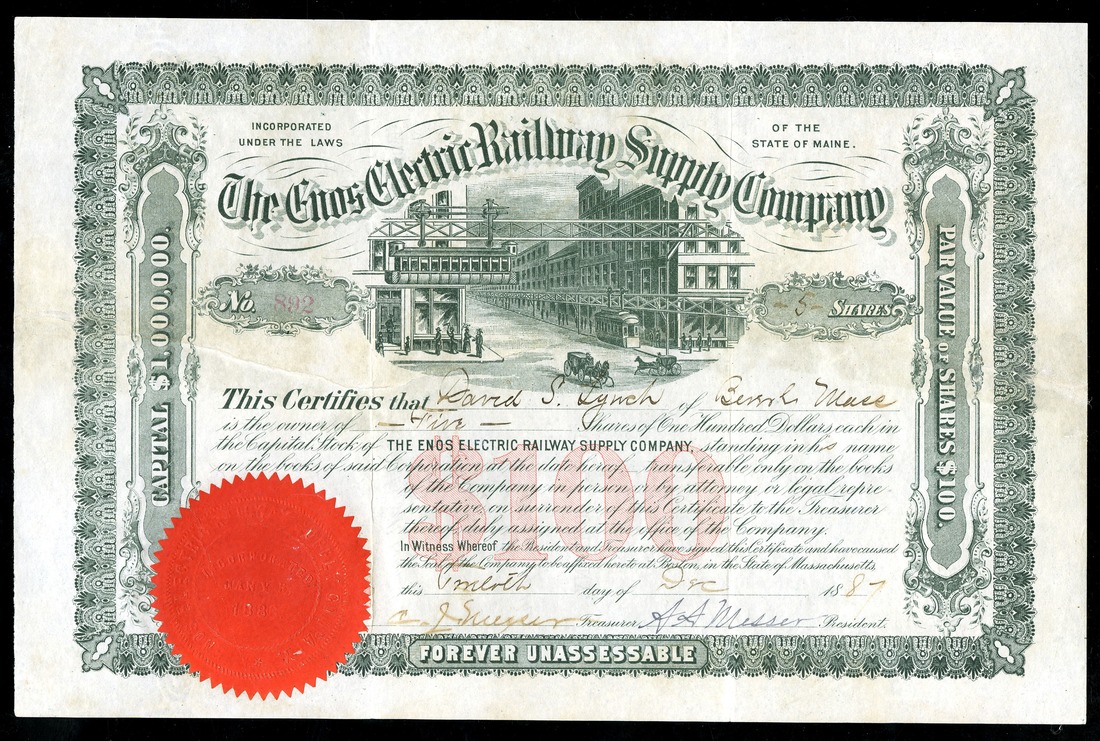 INCORPORATED
UNDER THE LAWS
OF THE
STATE OF MAINE.
The Enos Electric Railway Supply Company
No. 892
-5- SHARES
CAPITAL $1,000,000.
PAR VALUE OF SHARES $100.
This Certifies that David S. Lynch of Mass
is the owner of - Five - Shares of One Hundred Dollars each in
the Capital Stock of THE ENOS ELECTRIC RAILWAY SUPPLY COMPANY, standing in his name
on the books of said Corporation at the date hereof, transferable only on the books
of the Company in person or by attorney or legal repre-
sentative on surrender of this Certificate to the Treasurer
thereof duly assigned at the office of the Company.
$100
In Witness Whereof the President and Treasurer have signed this Certificate and have caused
the Seal of the Company to be affixed hereto at Boston, in the State of Massachusetts,
this day of Dec 1887
Treasurer. A A Messer President.
FOREVER UNASSESSABLE